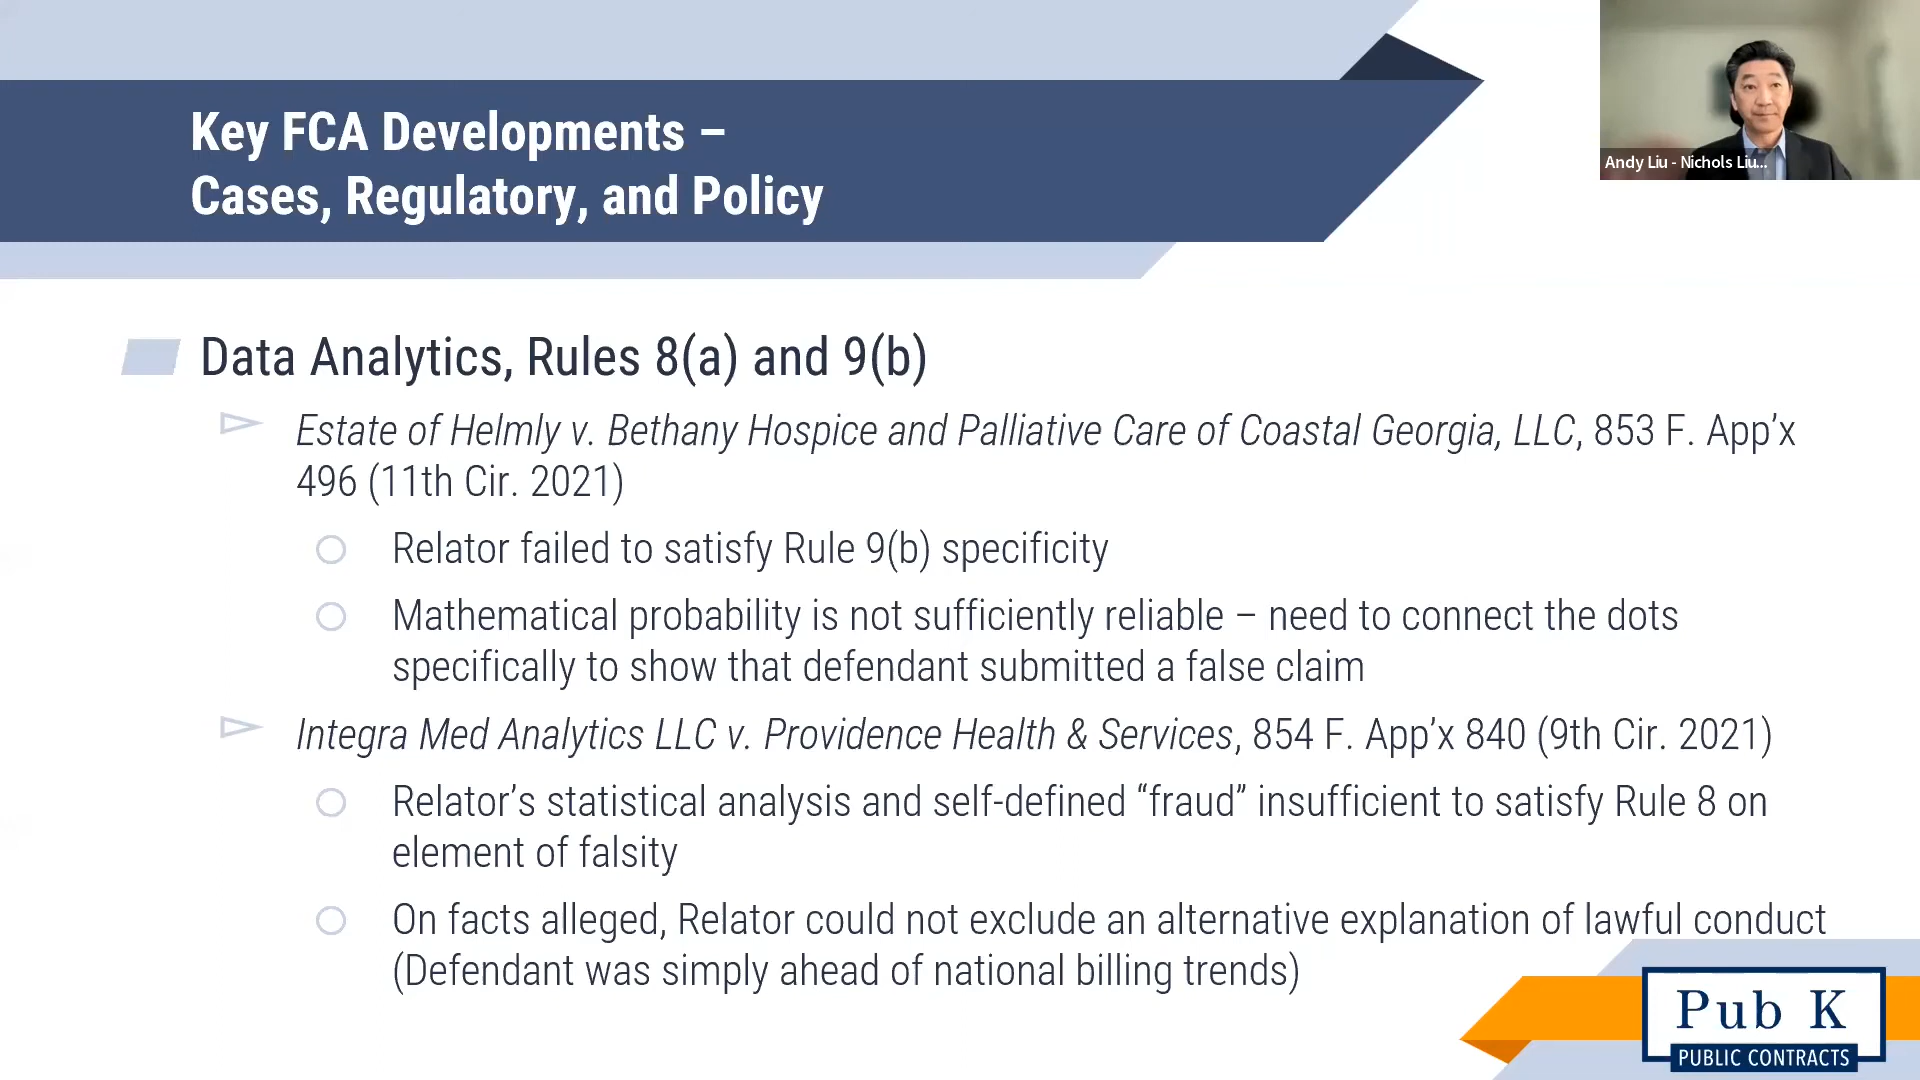 Key FCA Developments –
Cases, Regulatory, and Policy
Andy Liu - Nichols Liu...
Data Analytics, Rules 8(a) and 9(b)
Estate of Helmly v. Bethany Hospice and Palliative Care of Coastal Georgia, LLC, 853 F. App’x
496 (11th Cir. 2021)
Relator failed to satisfy Rule 9(b) specificity
Mathematical probability is not sufficiently reliable – need to connect the dots
specifically to show that defendant submitted a false claim
Integra Med Analytics LLC v. Providence Health & Services, 854 F. App’x 840 (9th Cir. 2021)
Relator’s statistical analysis and self-defined “fraud” insufficient to satisfy Rule 8 on
element of falsity
On facts alleged, Relator could not exclude an alternative explanation of lawful conduct
(Defendant was simply ahead of national billing trends)
Pub K
PUBLIC CONTRACTS